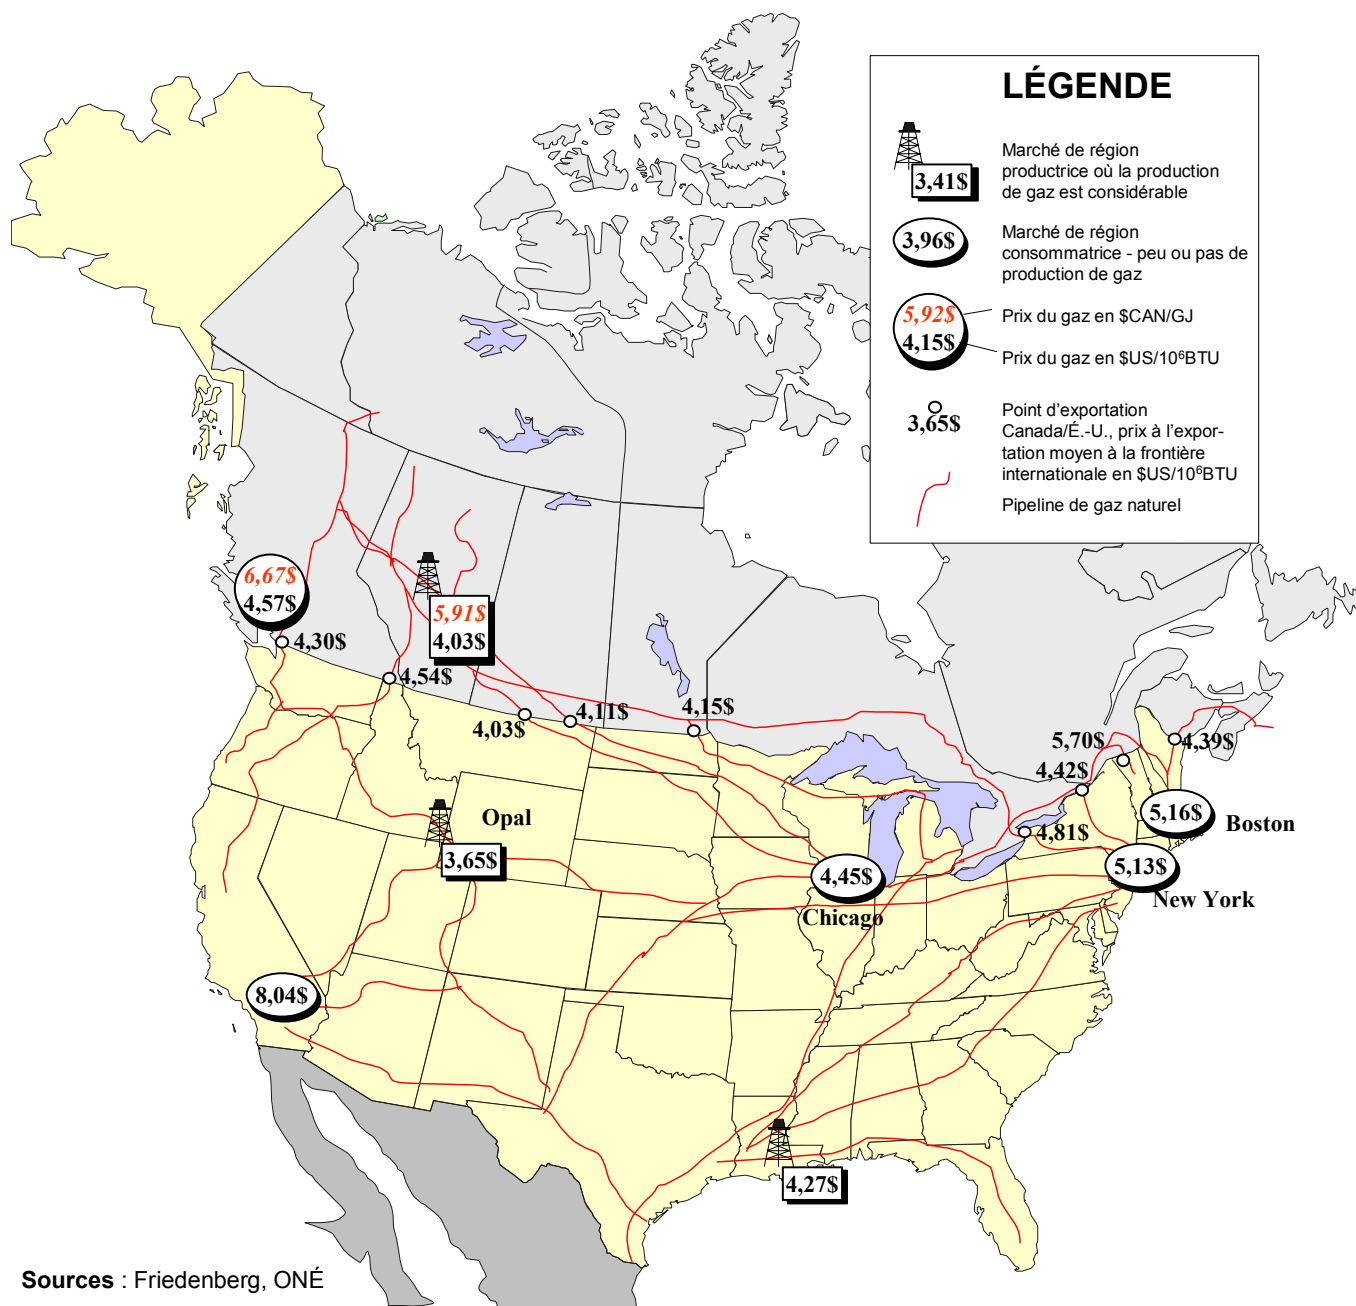 LÉGENDE
3,41$
Marché de région
productrice où la production
de gaz est considérable
3,96$
Marché de région
consommatrice - peu ou pas de
production de gaz
5,92$
4,15$
Prix du gaz en $CAN/GJ
Prix du gaz en $US/10⁶BTU
3,65$
Point d’exportation
Canada/É.-U., prix à l’expor-
tation moyen à la frontière
internationale en $US/10⁶BTU
Pipeline de gaz naturel
6,67$
4,57$
4,30$
5,91$
4,03$
4,54$
4,03$
4,11$
4,15$
5,70$
4,42$
4,39$
4,81$
5,16$
Boston
5,13$
New York
4,45$
Chicago
Opal
3,65$
8,04$
4,27$
Sources : Friedenberg, ONÉ